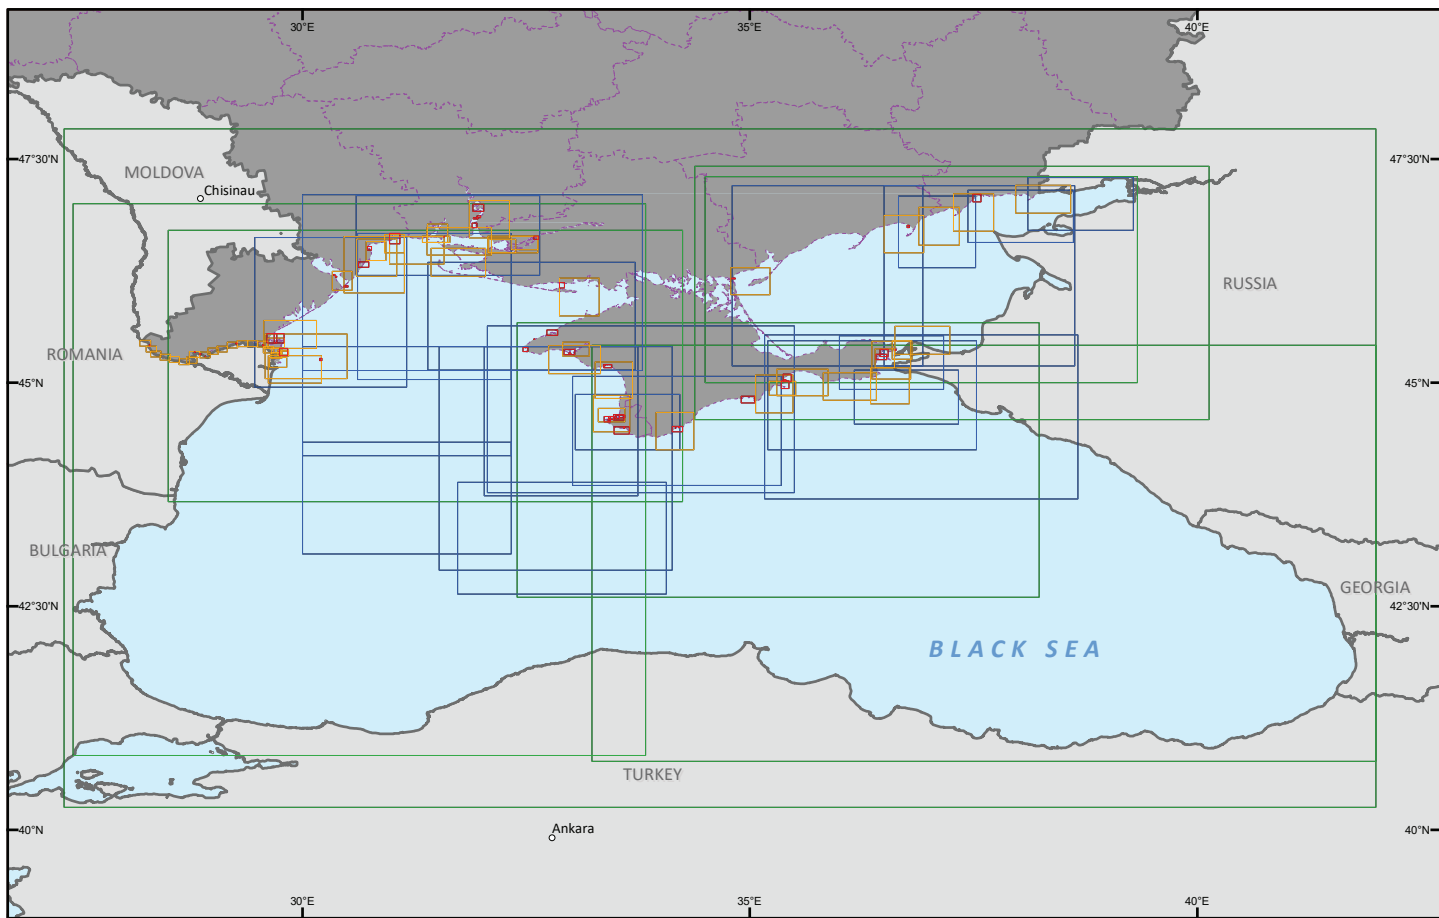 30°E 35°E 40°E
47°30'N MOLDOVA 47°30'N
Chisinau
RUSSIA
ROMANIA
45°N 45°N
BULGARIA
GEORGIA
42°30'N 42°30'N
BLACK SEA
TURKEY
40°N Ankara 40°N
30°E 35°E 40°E